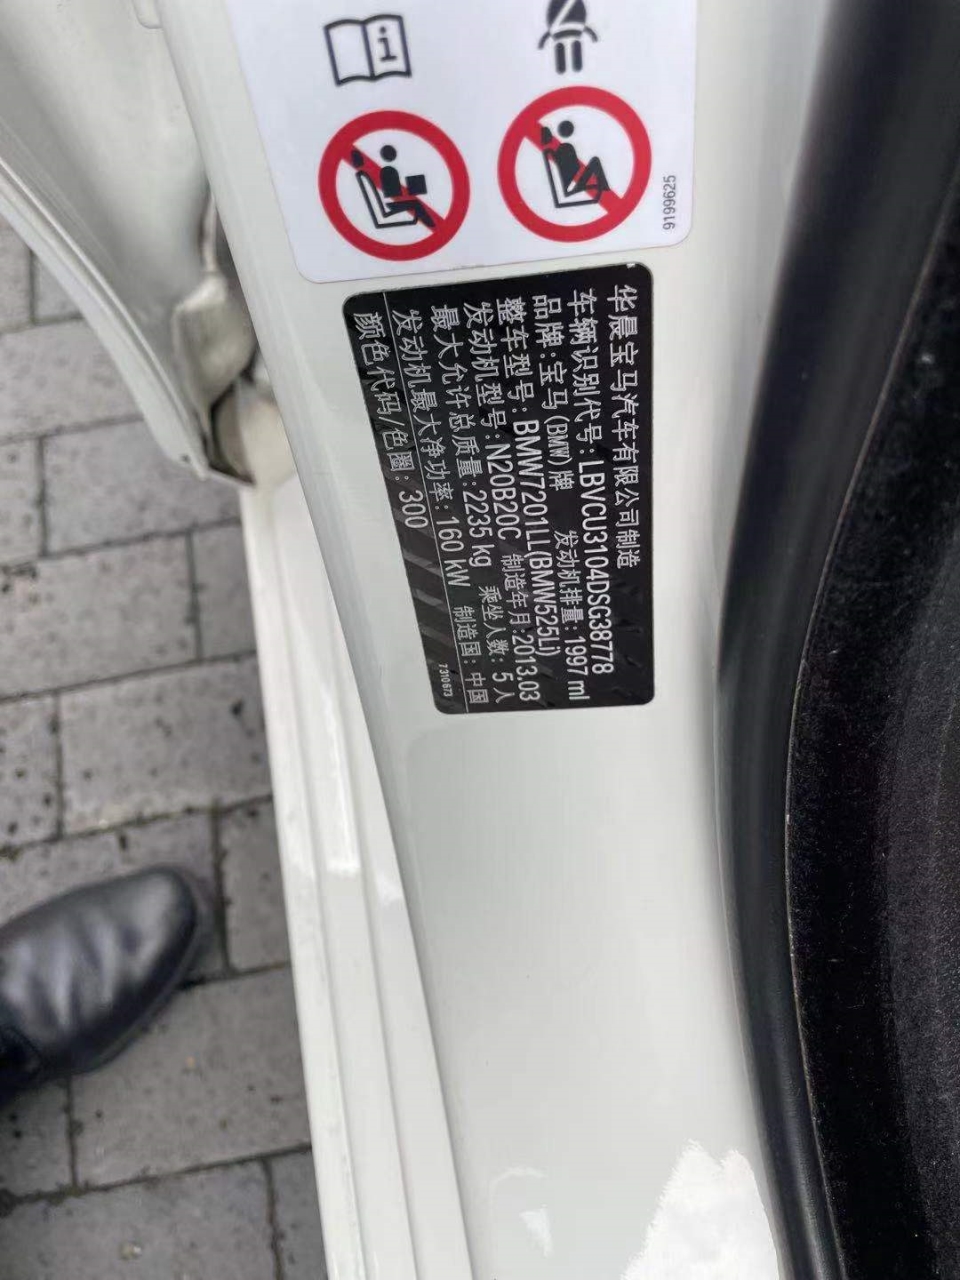 9199625
华晨宝马汽车有限公司制造
车辆识别代号: LBVCU3104DSG38778
品牌: 宝马(BMW)牌 发动机排量: 1997 ml
整车型号: BMW7201LL(BMW525Li)
发动机型号: N20B20C 制造年月: 2013.03
最大允许总质量: 2235 kg 乘坐人数: 5 人
发动机最大净功率: 160 kW 制造国: 中国
颜色代码/色圈: 300 7310673